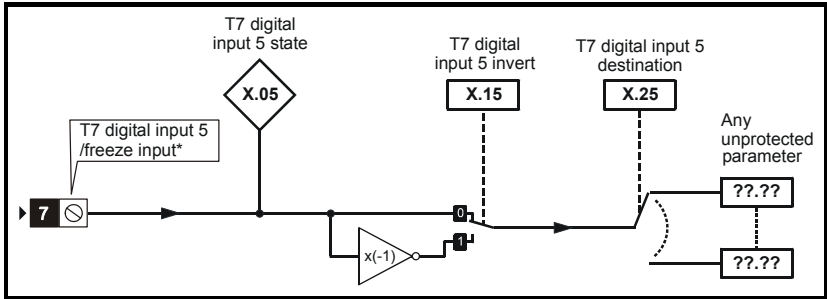 T7 digital
input 5 state
X.05
T7 digital
input 5 invert
X.15
T7 digital input 5
destination
X.25
T7 digital input 5
/freeze input*
7
0
1
x(-1)
Any
unprotected
parameter
??.??
??.??